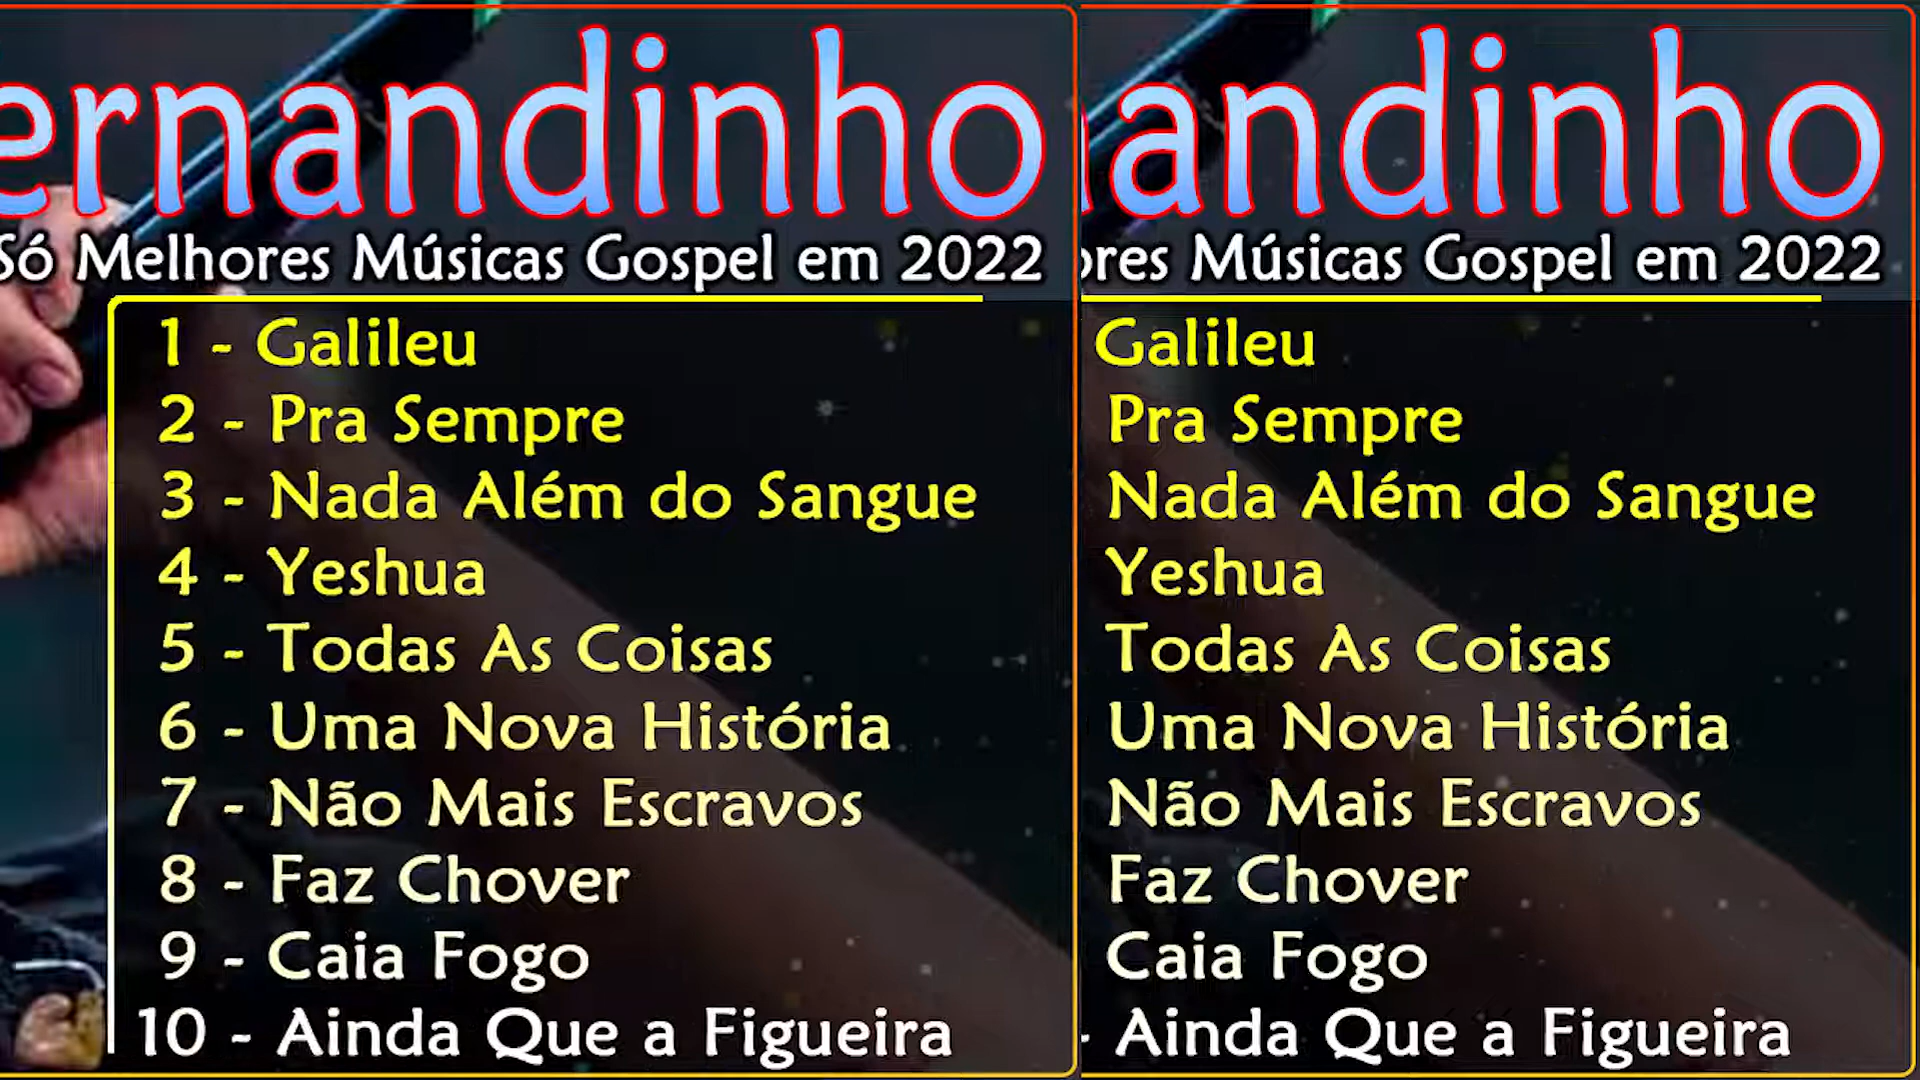 ernandinho
Só Melhores Músicas Gospel em 2022
1 - Galileu
2 - Pra Sempre
3 - Nada Além do Sangue
4 - Yeshua
5 - Todas As Coisas
6 - Uma Nova História
7 - Não Mais Escravos
8 - Faz Chover
9 - Caia Fogo
10 - Ainda Que a Figueira
andinho
ores Músicas Gospel em 2022
Galileu
Pra Sempre
Nada Além do Sangue
Yeshua
Todas As Coisas
Uma Nova História
Não Mais Escravos
Faz Chover
Caia Fogo
- Ainda Que a Figueira